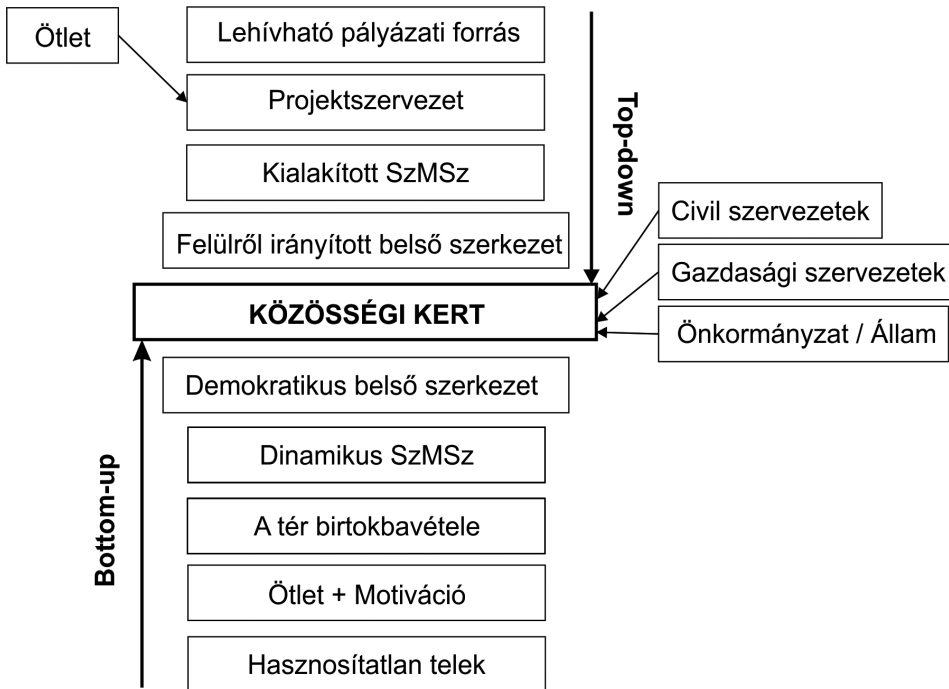 Ötlet
Lehívható pályázati forrás
Projektszervezet
Kialakított SzMSz
Felülről irányított belső szerkezet
Top-down
Civil szervezetek
Gazdasági szervezetek
Önkormányzat / Állam
KÖZÖSSÉGI KERT
Demokratikus belső szerkezet
Dinamikus SzMSz
A tér birtokbavétele
Ötlet + Motiváció
Hasznosítatlan telek
Bottom-up